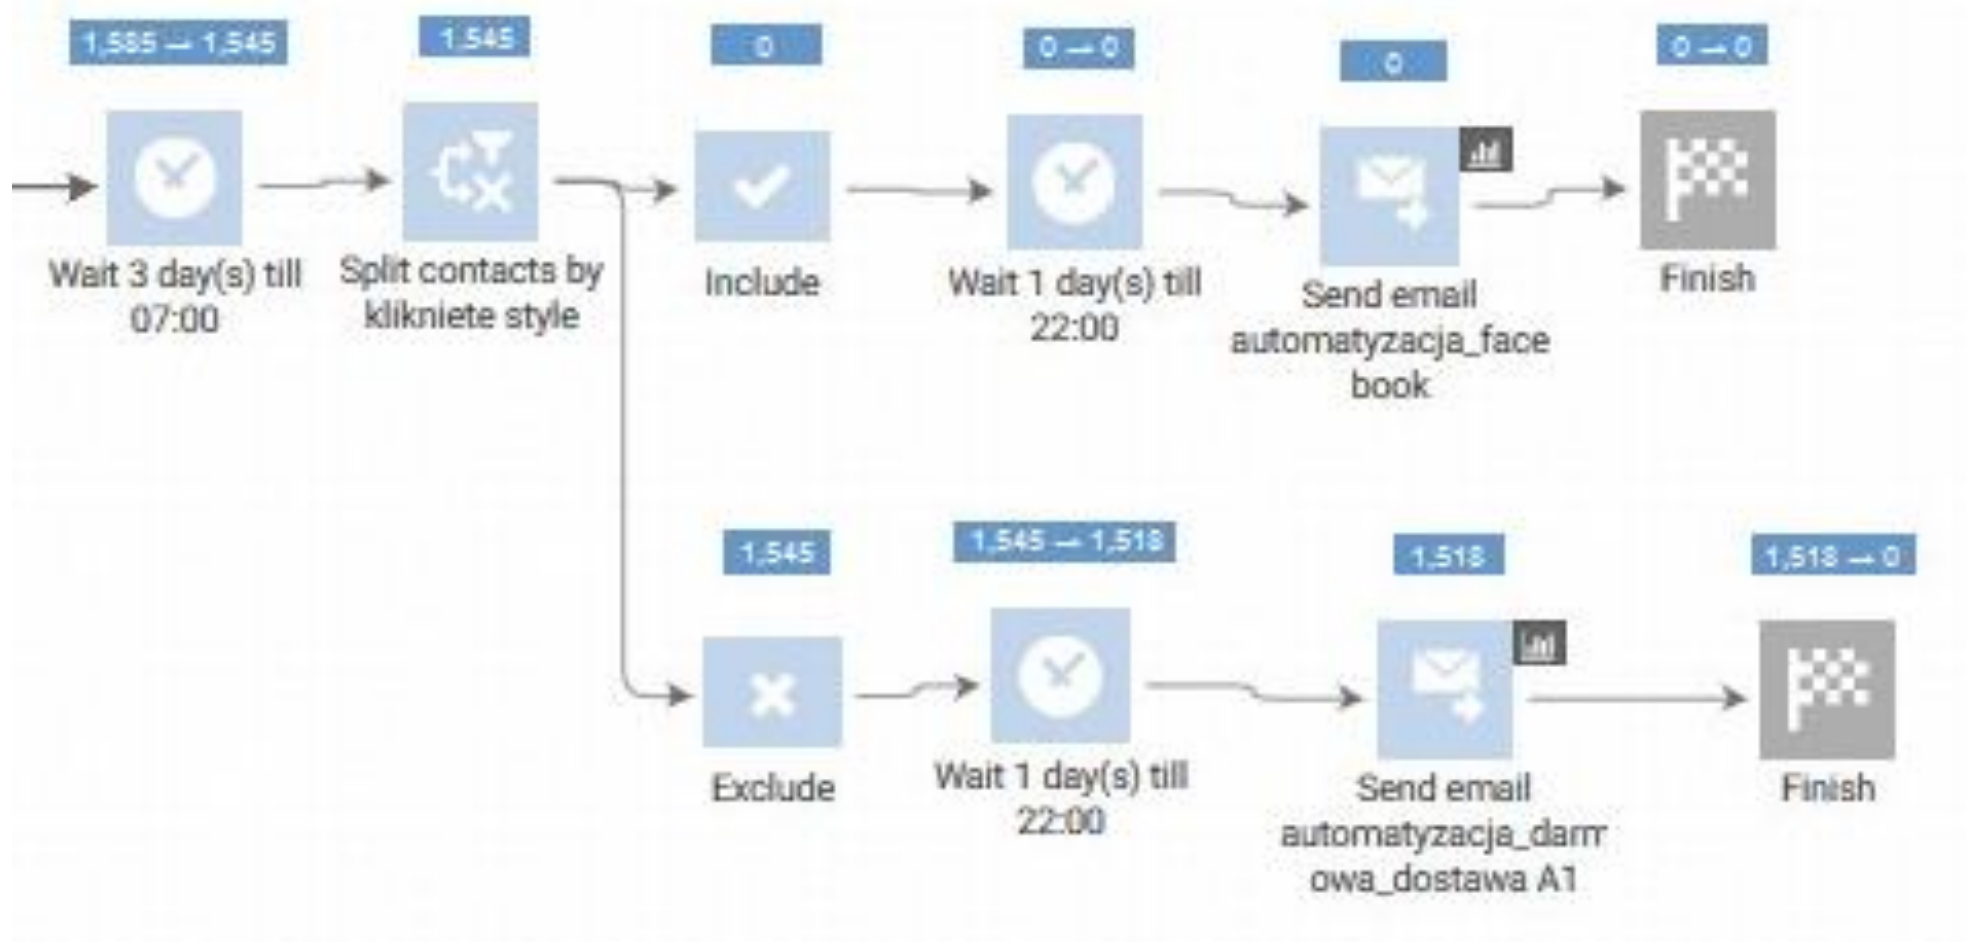 1,585 → 1,545
1,545
0
0 → 0
0
0 → 0
Wait 3 day(s) till
07:00
Split contacts by
klikniete style
Include
Wait 1 day(s) till
22:00
Send email
automatyzacja_face
book
Finish
1,545
1,545 → 1,518
1,518
1,518 → 0
Exclude
Wait 1 day(s) till
22:00
Send email
automatyzacja_darm
owa_dostawa A1
Finish